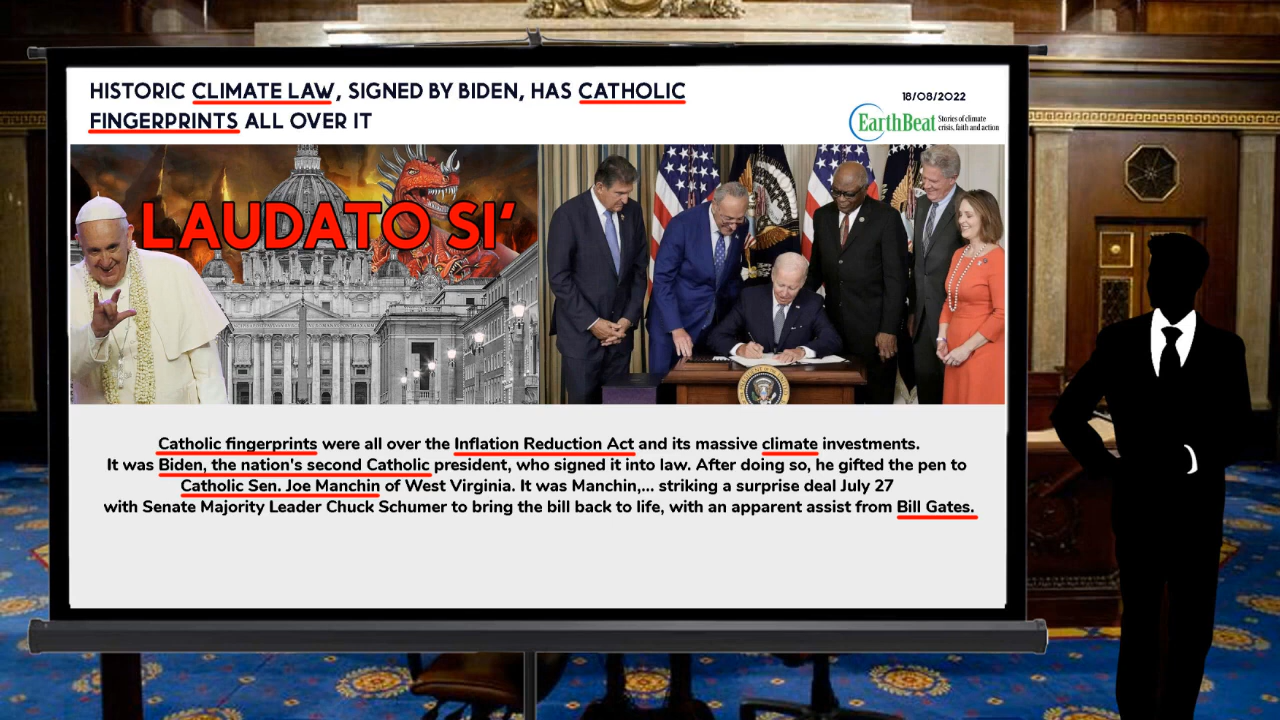 HISTORIC CLIMATE LAW, SIGNED BY BIDEN, HAS CATHOLIC
FINGERPRINTS ALL OVER IT
18/08/2022
EarthBeat Stories of climate
crisis, faith and action
LAUDATO SI'
Catholic fingerprints were all over the Inflation Reduction Act and its massive climate investments.
It was Biden, the nation's second Catholic president, who signed it into law. After doing so, he gifted the pen to
Catholic Sen. Joe Manchin of West Virginia. It was Manchin,... striking a surprise deal July 27
with Senate Majority Leader Chuck Schumer to bring the bill back to life, with an apparent assist from Bill Gates.